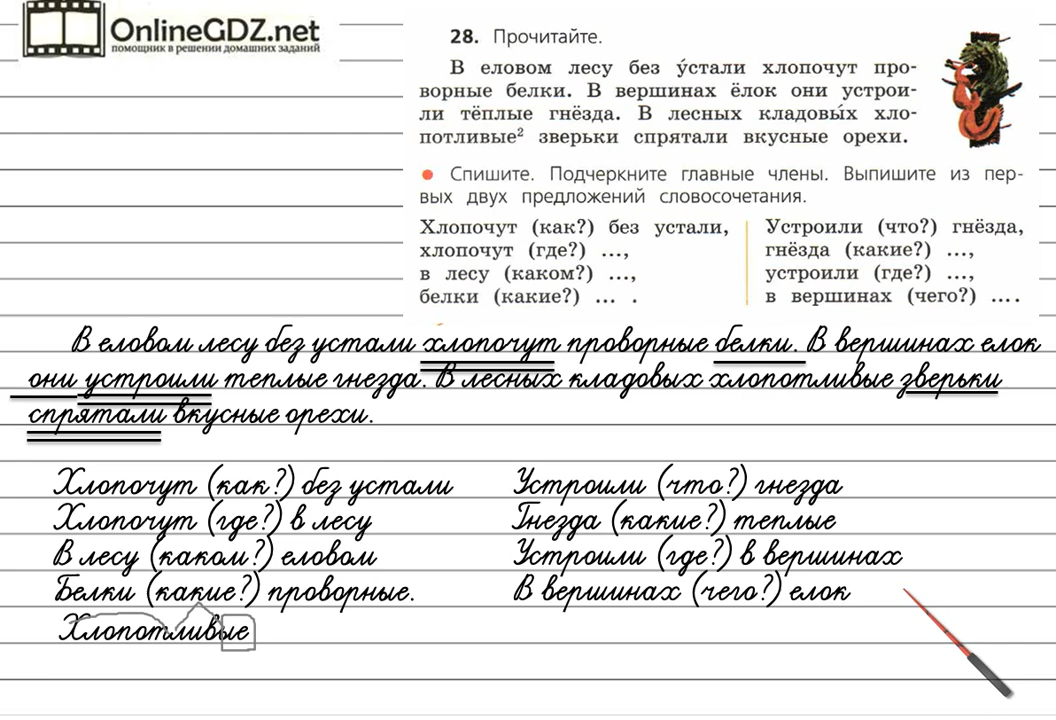 OnlineGDZ.net
помощник в решении домашних заданий
28. Прочитайте.
В еловом лесу без у́стали хлопочут про-
ворные белки. В вершинах ёлок они устрои-
ли тёплые гнёзда. В лесных кладовы́х хло-
потливые² зверьки спрятали вкусные орехи.
● Спишите. Подчеркните главные члены. Выпишите из пер-
вых двух предложений словосочетания.
Хлопочут (как?) без устали,
хлопочут (где?) ...,
в лесу (каком?) ...,
белки (какие?) ... .
Устроили (что?) гнёзда,
гнёзда (какие?) ...,
устроили (где?) ...,
в вершинах (чего?) ... .
В еловом лесу без устали хлопочут проворные белки. В вершинах елок
они устроили теплые гнезда. В лесных кладовых хлопотливые зверьки
спрятали вкусные орехи.
Хлопочут (как?) без устали
Хлопочут (где?) в лесу
В лесу (каком?) еловом
Белки (какие?) проворные.
Хлопотливые
Устроили (что?) гнезда
Гнезда (какие?) теплые
Устроили (где?) в вершинах
В вершинах (чего?) елок